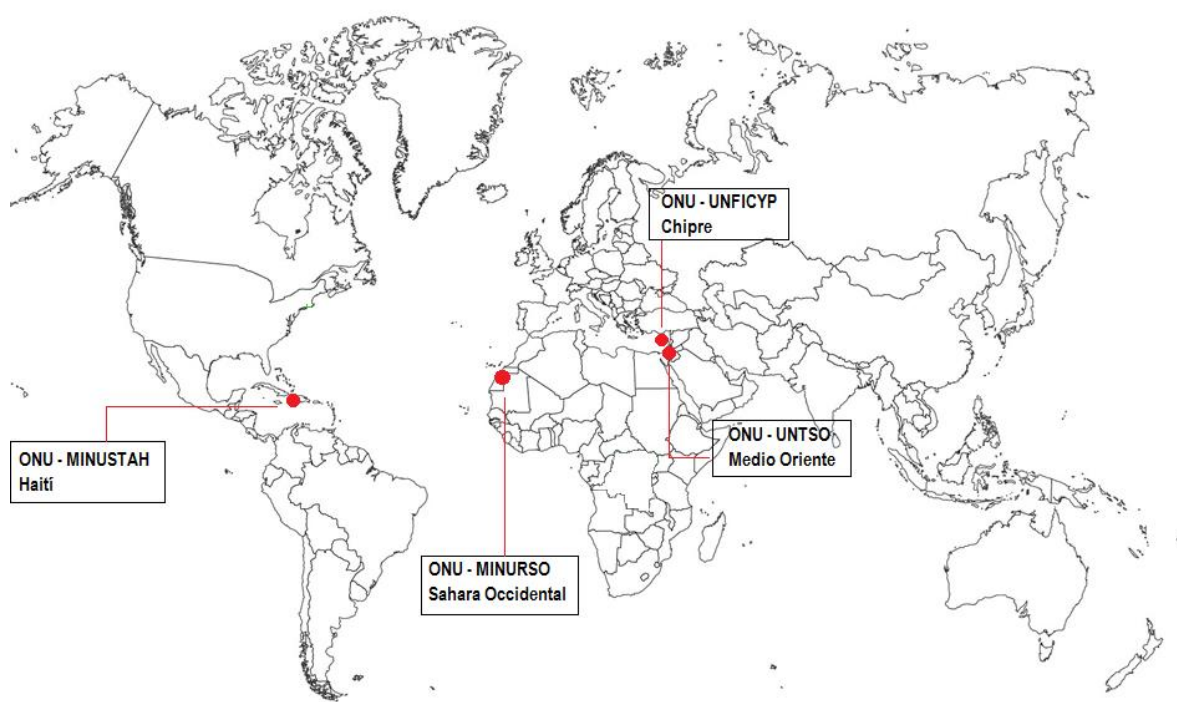 ONU - UNFICYP
Chipre
ONU - UNTSO
Medio Oriente
ONU - MINUSTAH
Haití
ONU - MINURSO
Sahara Occidental